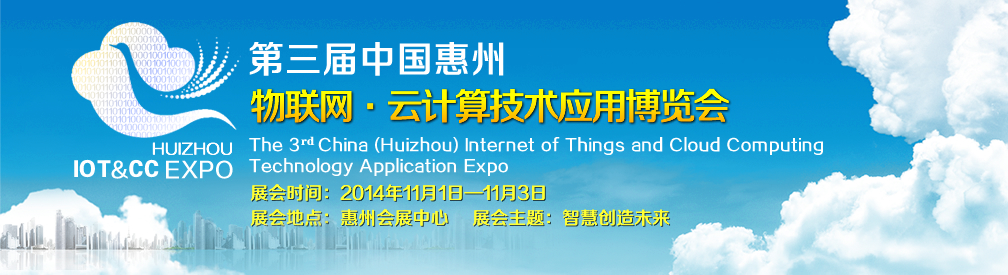 HUIZHOU
IOT&CC EXPO
第三届中国惠州
物联网·云计算技术应用博览会
The 3rd China (Huizhou) Internet of Things and Cloud Computing
Technology Application Expo
展会时间：2014年11月1日—11月3日
展会地点：惠州会展中心 展会主题：智慧创造未来